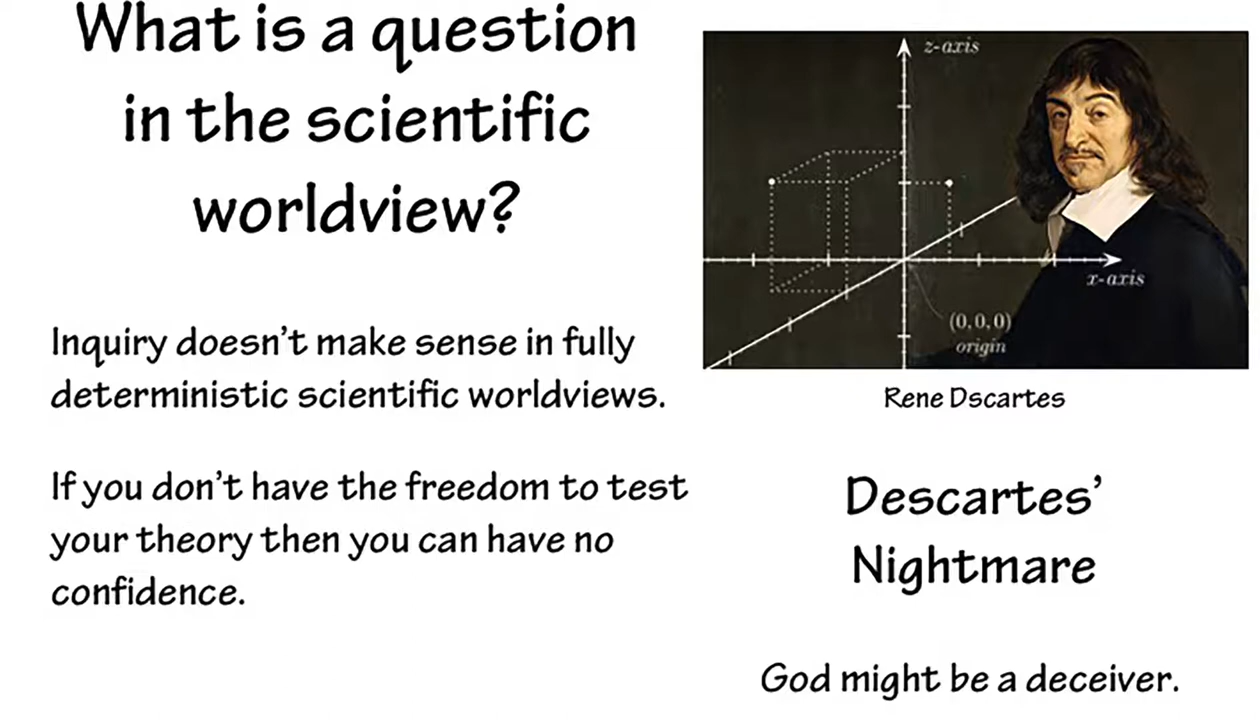 What is a question
in the scientific
worldview?
Inquiry doesn't make sense in fully
deterministic scientific worldviews.
If you don't have the freedom to test
your theory then you can have no
confidence.
z-axis
x-axis
(0,0,0)
origin
Rene Dscartes
Descartes'
Nightmare
God might be a deceiver.